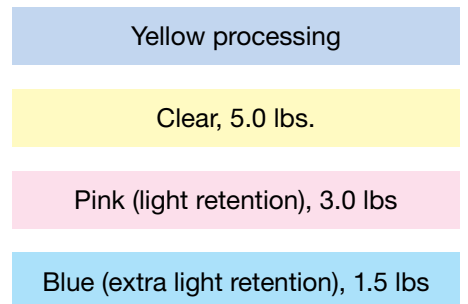 Yellow processing
Clear, 5.0 lbs.
Pink (light retention), 3.0 lbs
Blue (extra light retention), 1.5 lbs